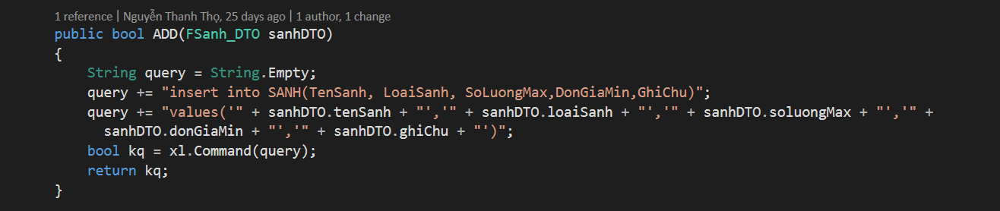 1 reference | Nguyễn Thanh Thọ, 25 days ago | 1 author, 1 change
public bool ADD(FSanh_DTO sanhDTO)
{
String query = String.Empty;
query += "insert into SANH(TenSanh, LoaiSanh, SoLuongMax,DonGiaMin,GhiChu)";
query += "values('" + sanhDTO.tenSanh + "','" + sanhDTO.loaiSanh + "','" + sanhDTO.soluongMax + "','" +
sanhDTO.donGiaMin + "','" + sanhDTO.ghiChu + "')";
bool kq = xl.Command(query);
return kq;
}